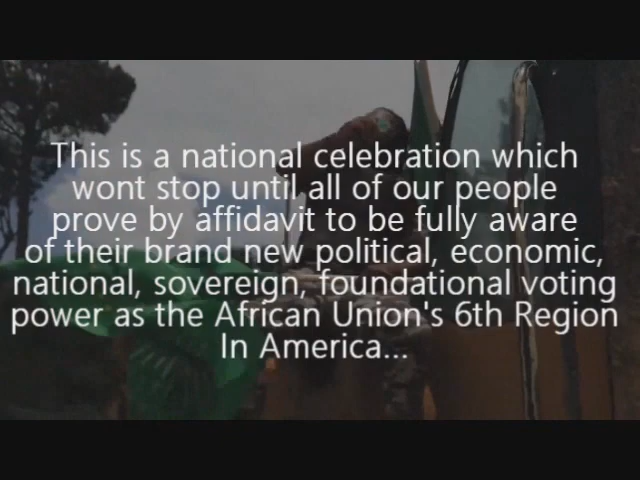 This is a national celebration which
wont stop until all of our people
prove by affidavit to be fully aware
of their brand new political, economic,
national, sovereign, foundational voting
power as the African Union's 6th Region
In America...